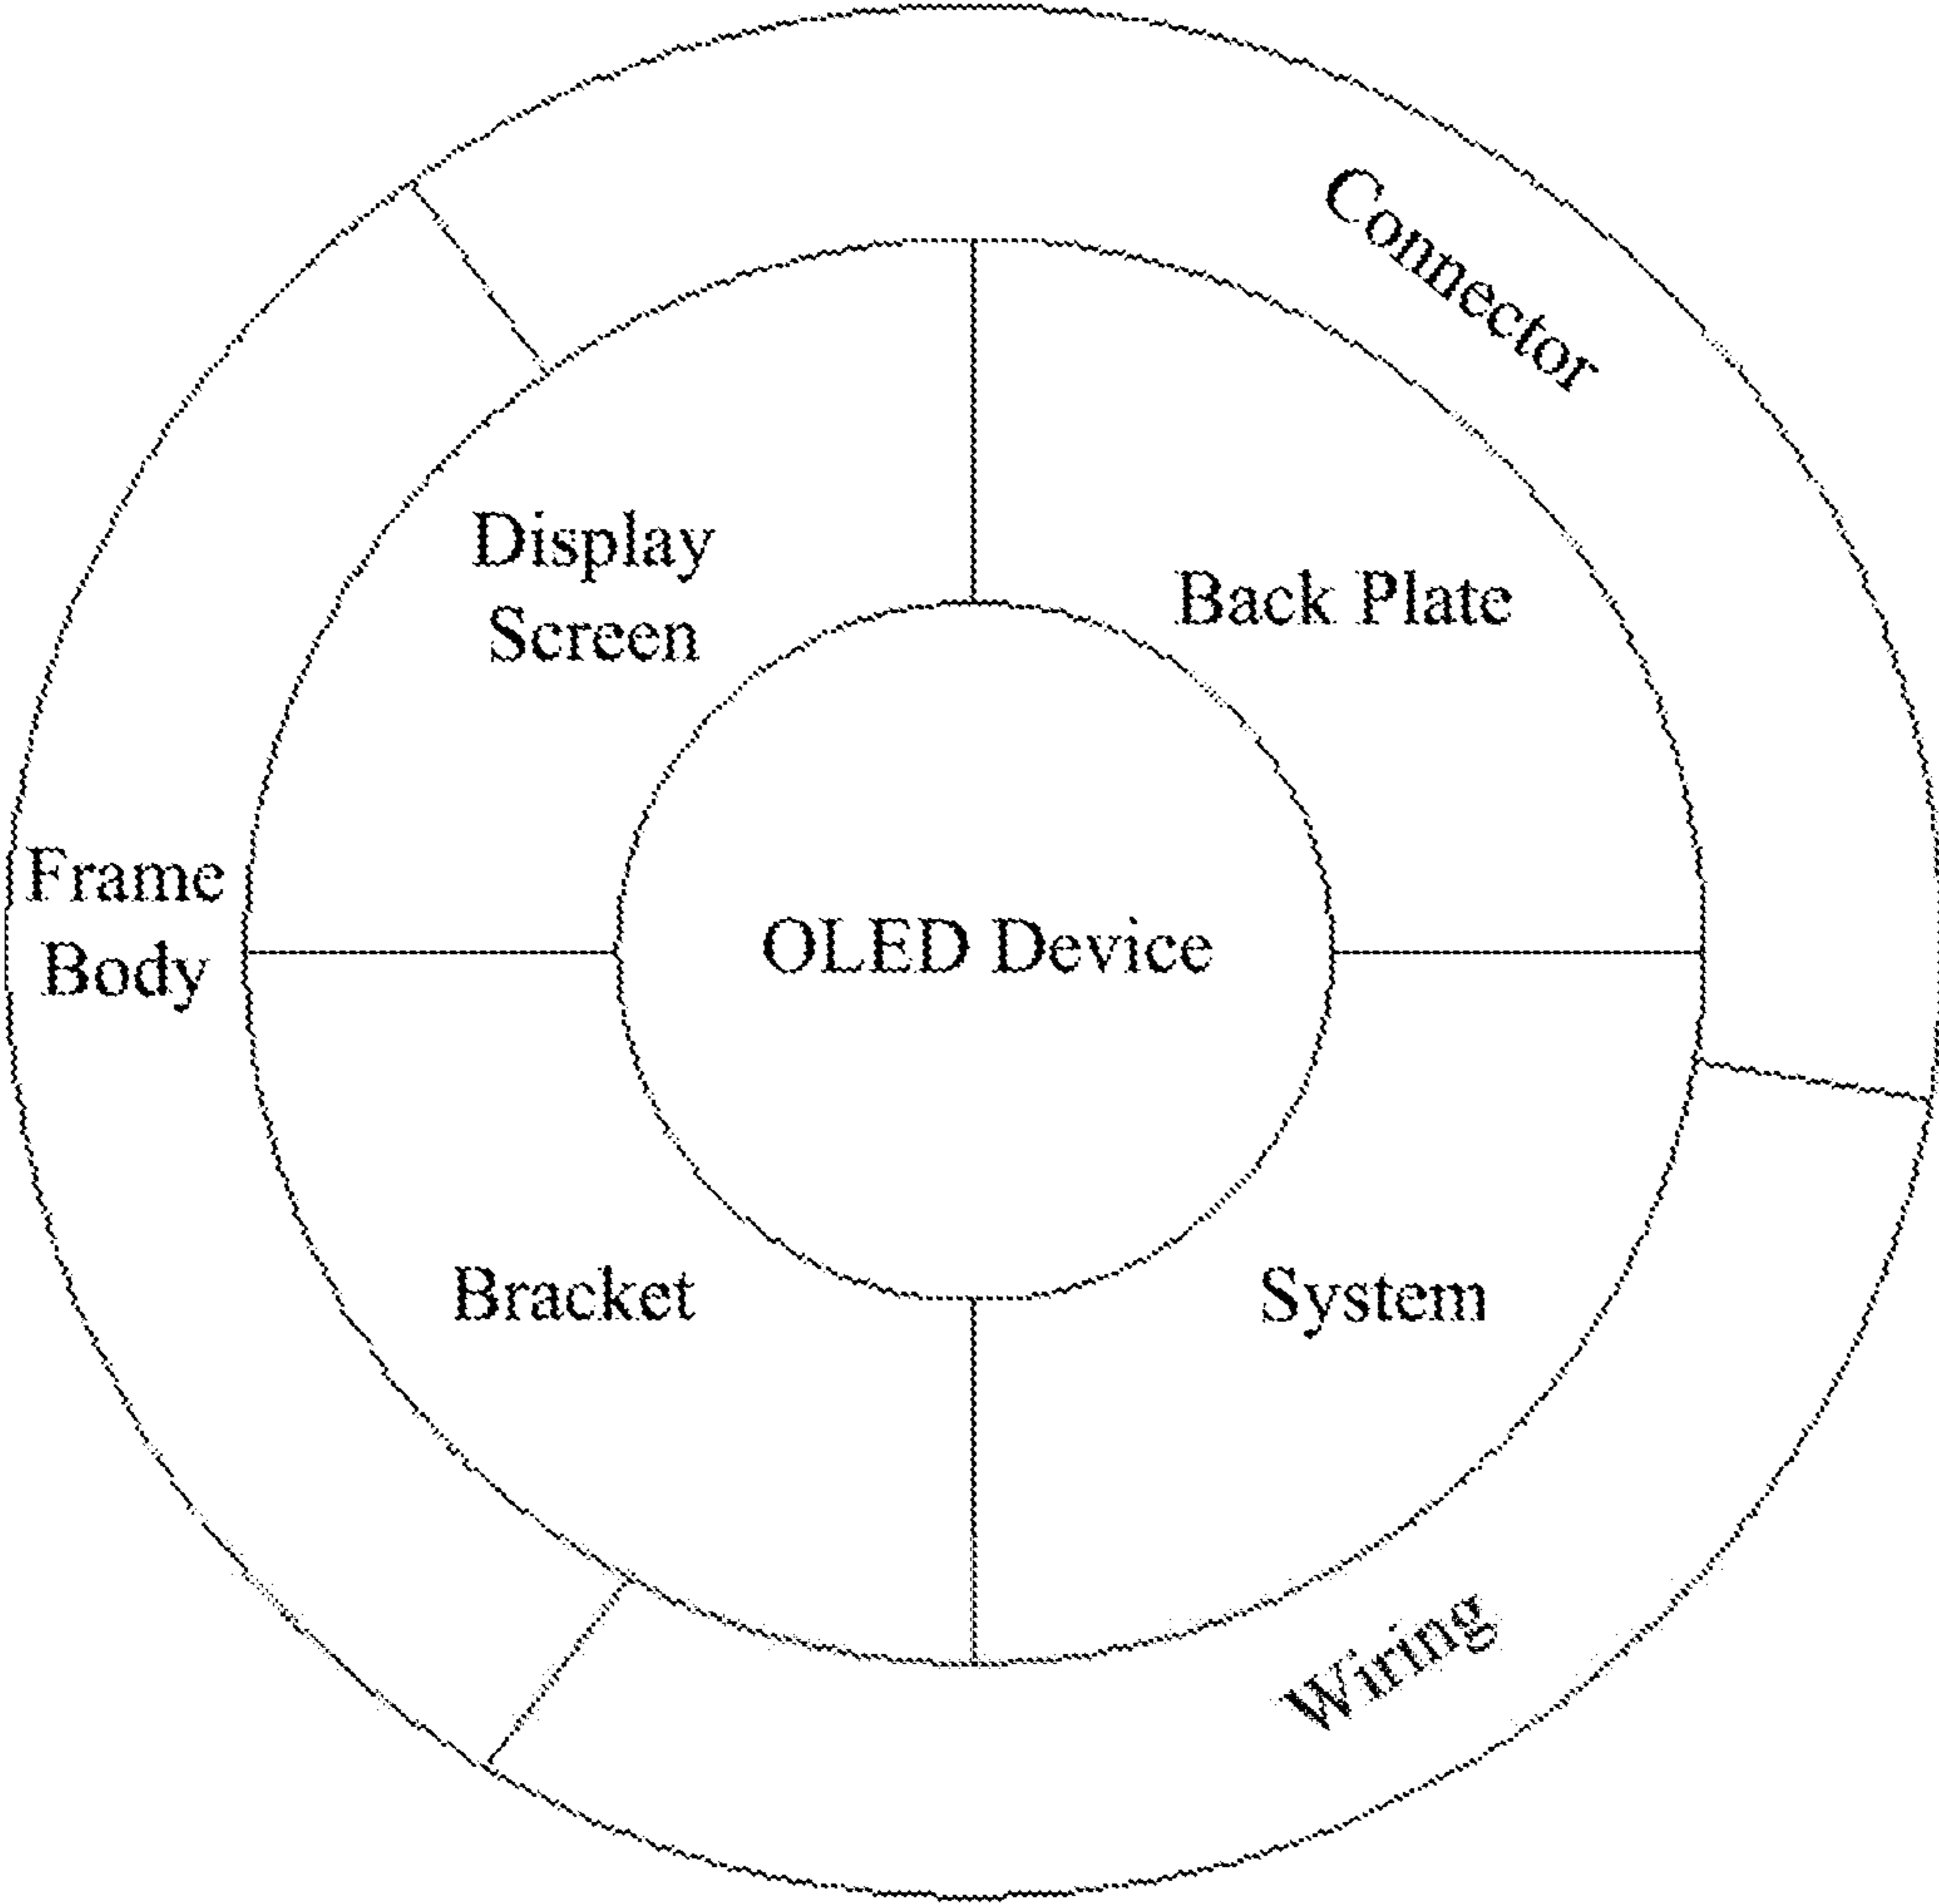 Connector
Display
Screen
Back Plate
Frame
Body
OLED Device
Bracket
System
Wiring